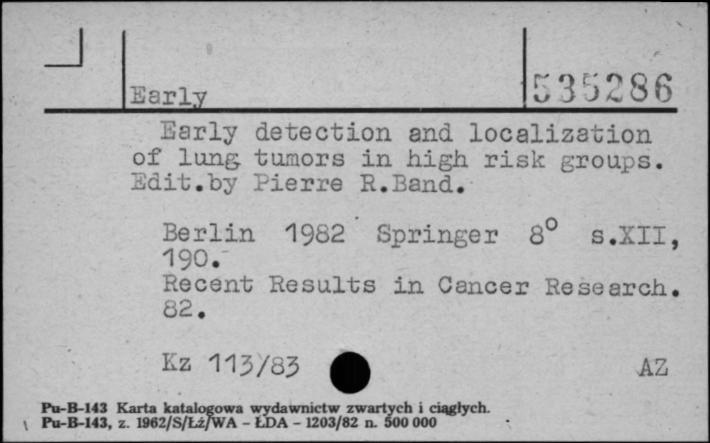 Early
535286
Early detection and localization
of lung tumors in high risk groups.
Edit.by Pierre R.Band.
Berlin 1982 Springer 8° s.XII,
190.
Recent Results in Cancer Research.
82.
Kz 113/83 AZ
Pu-B-143 Karta katalogowa wydawnictw zwartych i ciągłych.
Pu-B-143, z. 1962/S/Łź/WA - ŁDA - 1203/82 n. 500 000